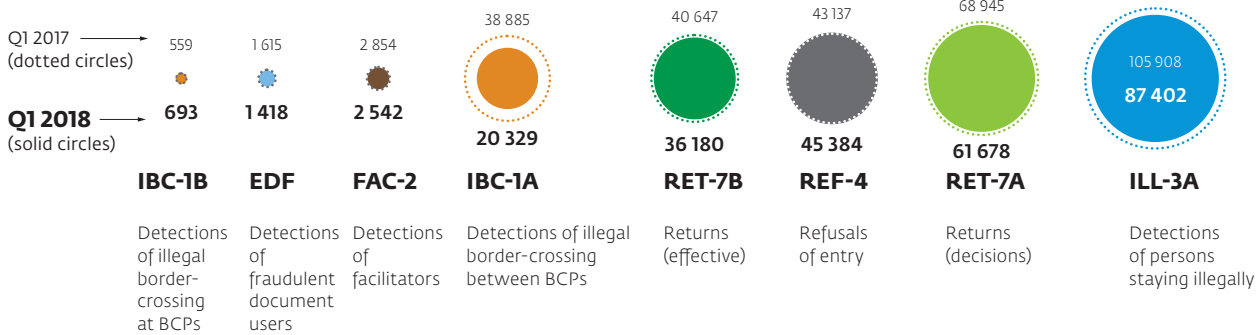 Q1 2017
(dotted circles)
559
1 615
2 854
38 885
40 647
43 137
68 945
105 908
Q1 2018
(solid circles)
693
1 418
2 542
20 329
36 180
45 384
61 678
87 402
IBC-1B
EDF
FAC-2
IBC-1A
RET-7B
REF-4
RET-7A
ILL-3A
Detections
of illegal
border-
crossing
at BCPs
Detections
of
fraudulent
document
users
Detections
of
facilitators
Detections of illegal
border-crossing
between BCPs
Returns
(effective)
Refusals
of entry
Returns
(decisions)
Detections
of persons
staying illegally